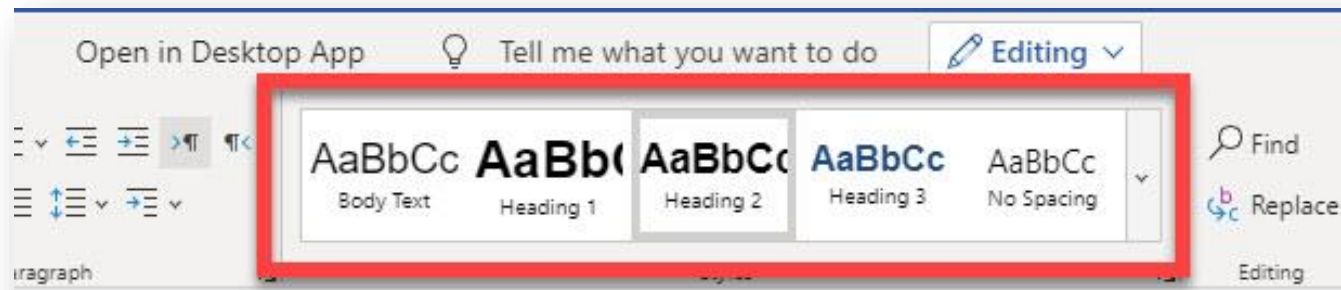 Open in Desktop App Tell me what you want to do Editing
AaBbCc AaBb( AaBbCc AaBbCc AaBbCc
Body Text Heading 1 Heading 2 Heading 3 No Spacing
Find
Replace
aragraph Editing